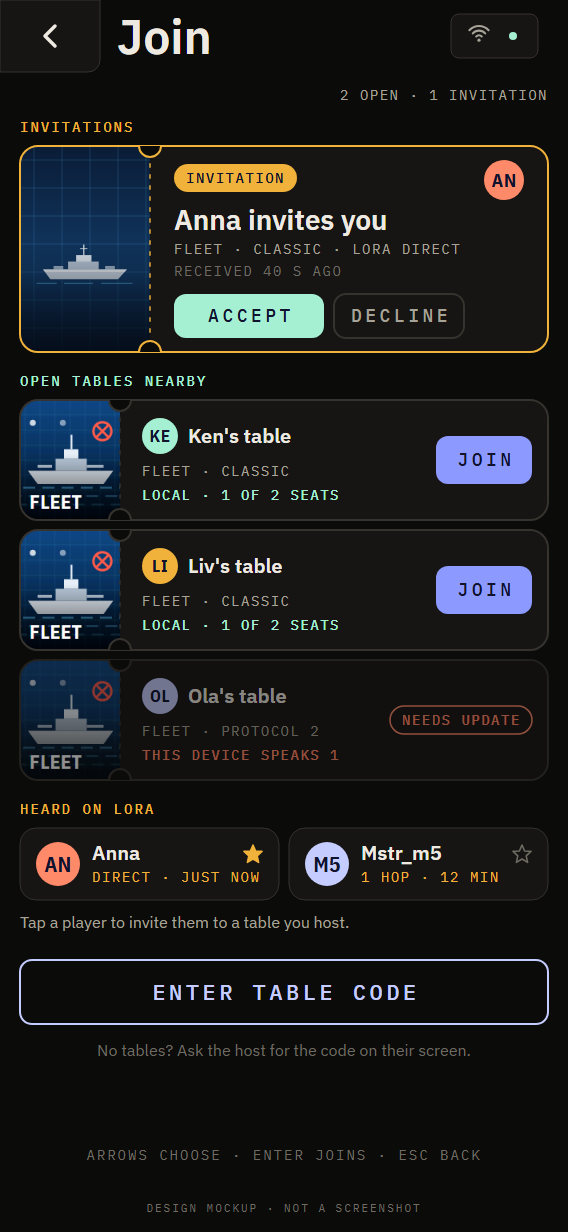 Join
2 OPEN · 1 INVITATION
INVITATIONS
INVITATION
AN
Anna invites you
FLEET · CLASSIC · LORA DIRECT
RECEIVED 40 S AGO
ACCEPT
DECLINE
OPEN TABLES NEARBY
FLEET
KE
Ken's table
FLEET · CLASSIC
LOCAL · 1 OF 2 SEATS
JOIN
FLEET
LI
Liv's table
FLEET · CLASSIC
LOCAL · 1 OF 2 SEATS
JOIN
FLEET
OL
Ola's table
FLEET · PROTOCOL 2
THIS DEVICE SPEAKS 1
NEEDS UPDATE
HEARD ON LORA
AN
Anna
DIRECT · JUST NOW
M5
Mstr_m5
1 HOP · 12 MIN
Tap a player to invite them to a table you host.
ENTER TABLE CODE
No tables? Ask the host for the code on their screen.
ARROWS CHOOSE · ENTER JOINS · ESC BACK
DESIGN MOCKUP · NOT A SCREENSHOT